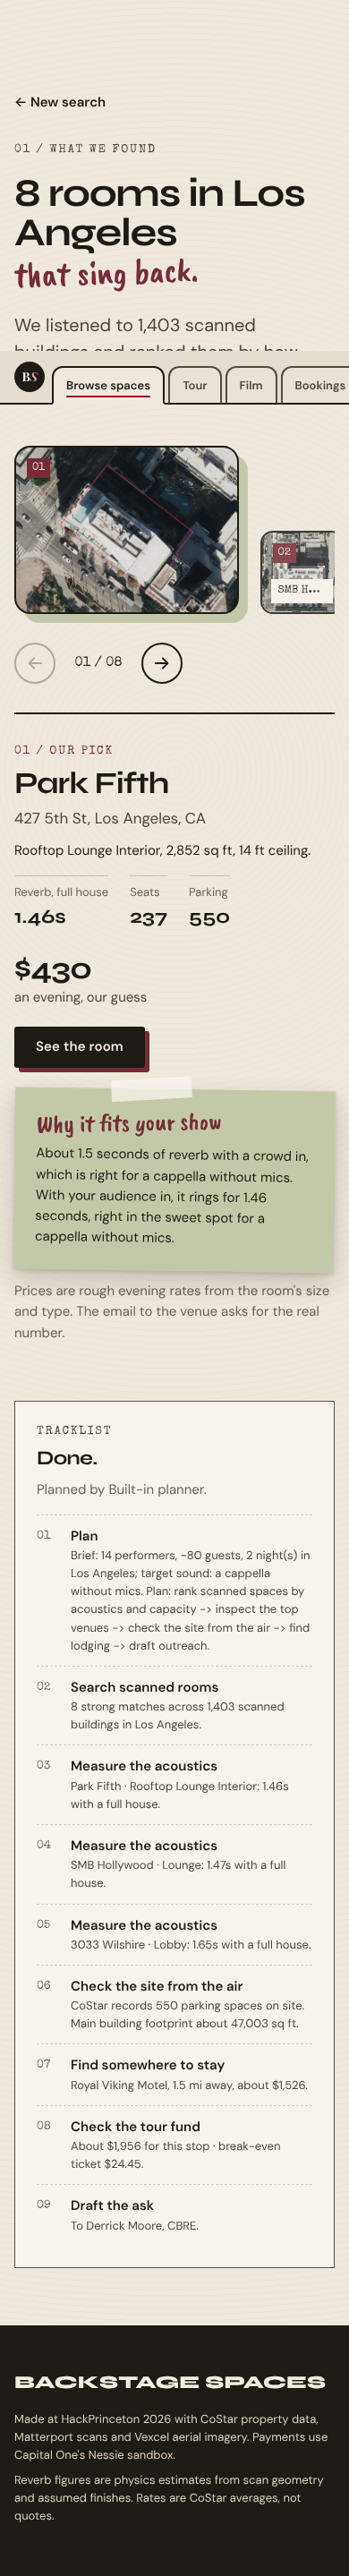 ← New search
01 / WHAT WE FOUND
8 rooms in Los
Angeles
that sing back.
We listened to 1,403 scanned
buildings and ranked them by how
BS
Browse spaces
Tour
Film
Bookings
01
02
SMB H...
01 / 08
01 / OUR PICK
Park Fifth
427 5th St, Los Angeles, CA
Rooftop Lounge Interior, 2,852 sq ft, 14 ft ceiling.
Reverb, full house Seats Parking
1.46s 237 550
$430
an evening, our guess
See the room
Why it fits your show
About 1.5 seconds of reverb with a crowd in,
which is right for a cappella without mics.
With your audience in, it rings for 1.46
seconds, right in the sweet spot for a
cappella without mics.
Prices are rough evening rates from the room's size
and type. The email to the venue asks for the real
number.
TRACKLIST
Done.
Planned by Built-in planner.
01 Plan
Brief: 14 performers, ~80 guests, 2 night(s) in
Los Angeles; target sound: a cappella
without mics. Plan: rank scanned spaces by
acoustics and capacity -> inspect the top
venues -> check the site from the air -> find
lodging -> draft outreach.
02 Search scanned rooms
8 strong matches across 1,403 scanned
buildings in Los Angeles.
03 Measure the acoustics
Park Fifth · Rooftop Lounge Interior: 1.46s
with a full house.
04 Measure the acoustics
SMB Hollywood · Lounge: 1.47s with a full
house.
05 Measure the acoustics
3033 Wilshire · Lobby: 1.65s with a full house.
06 Check the site from the air
CoStar records 550 parking spaces on site.
Main building footprint about 47,003 sq ft.
07 Find somewhere to stay
Royal Viking Motel, 1.5 mi away, about $1,526.
08 Check the tour fund
About $1,956 for this stop · break-even
ticket $24.45.
09 Draft the ask
To Derrick Moore, CBRE.
BACKSTAGE SPACES
Made at HackPrinceton 2026 with CoStar property data,
Matterport scans and Vexcel aerial imagery. Payments use
Capital One's Nessie sandbox.
Reverb figures are physics estimates from scan geometry
and assumed finishes. Rates are CoStar averages, not
quotes.